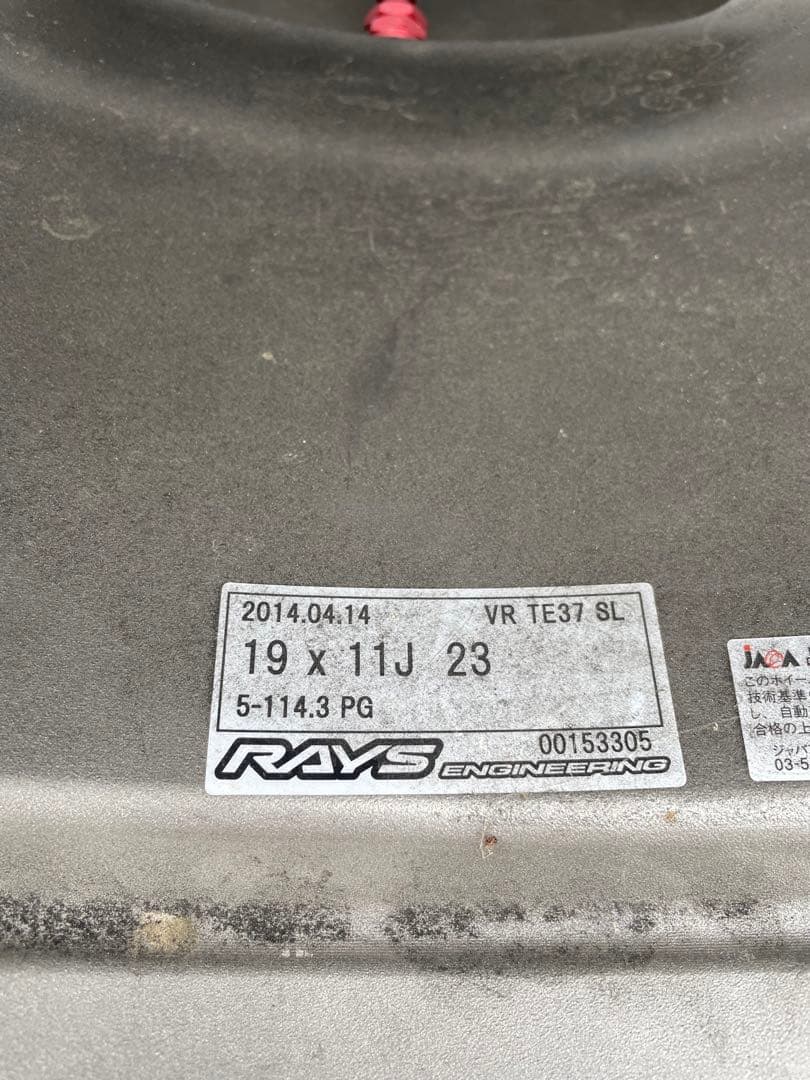 2014.04.14 VR TE37 SL
19 x 11J 23
5-114.3 PG
00153305
RAYS ENGINEERING
JAWA
このホイー
技術基準
し、自動
合格の上
ジャパ
03-5